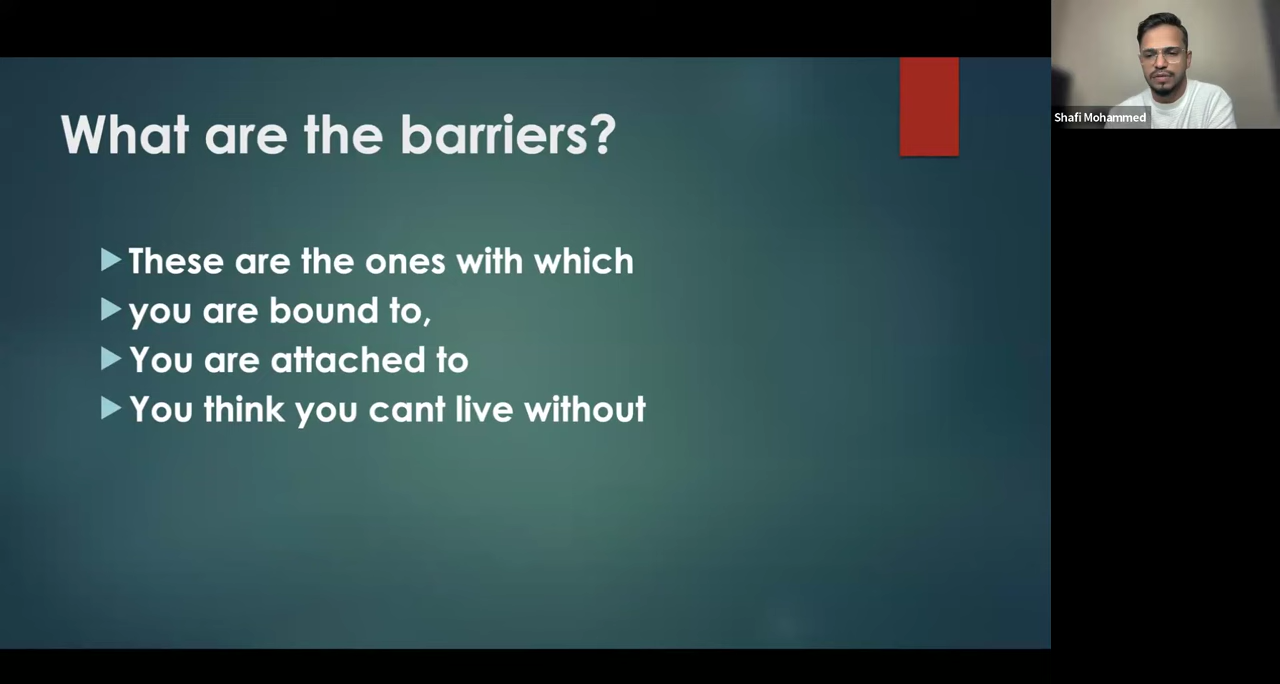 What are the barriers?
These are the ones with which
you are bound to,
You are attached to
You think you cant live without
Shafi Mohammed